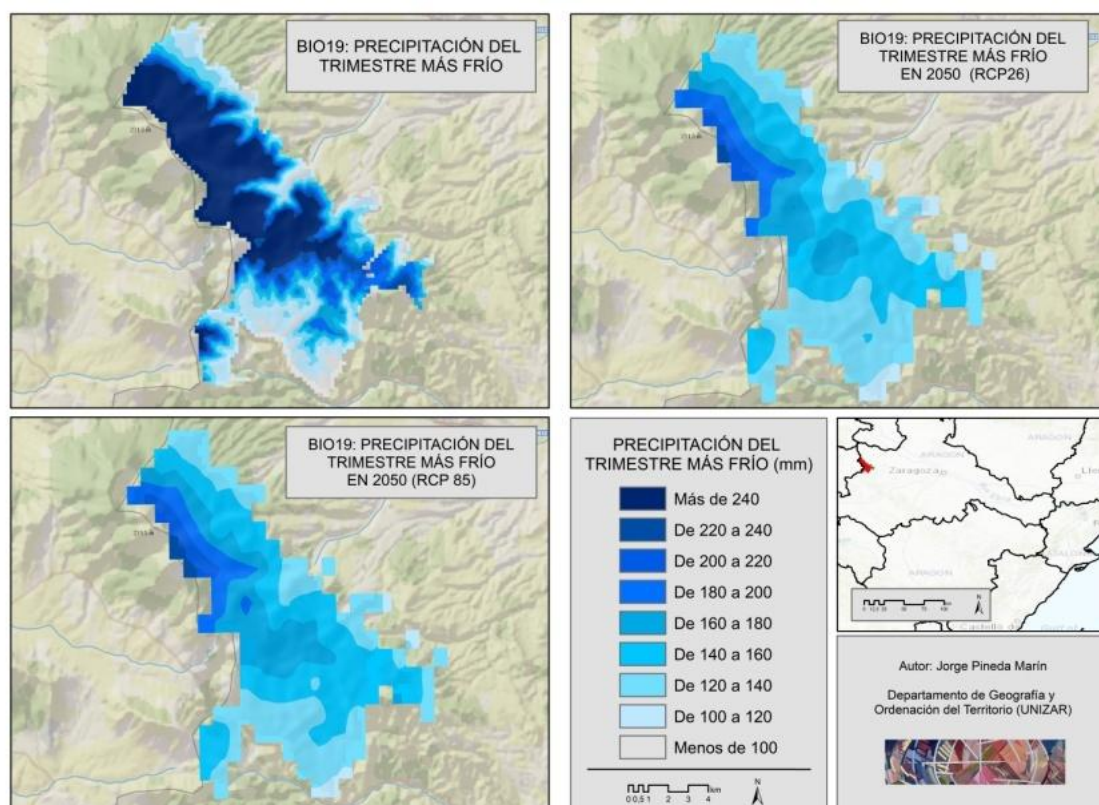 BIO19: PRECIPITACIÓN DEL
TRIMESTRE MÁS FRÍO
BIO19: PRECIPITACIÓN DEL
TRIMESTRE MÁS FRÍO
EN 2050 (RCP26)
BIO19: PRECIPITACIÓN DEL
TRIMESTRE MÁS FRÍO
EN 2050 (RCP 85)
PRECIPITACIÓN DEL
TRIMESTRE MÁS FRÍO (mm)
Más de 240
De 220 a 240
De 200 a 220
De 180 a 200
De 160 a 180
De 140 a 160
De 120 a 140
De 100 a 120
Menos de 100
0 0,5 1 2 3 4 km
N
ARAGON
ARAGON
Zaragoza
ARAGON
N
Autor: Jorge Pineda Marín
Departamento de Geografía y
Ordenación del Territorio (UNIZAR)